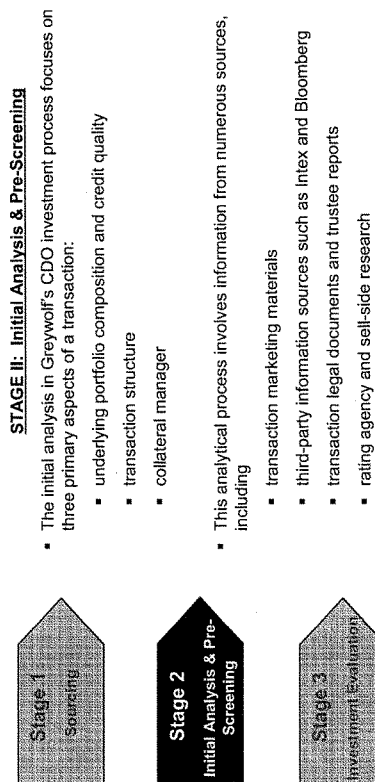 STAGE II: Initial Analysis & Pre-Screening
▪ The initial analysis in Greywolf's CDO investment process focuses on
three primary aspects of a transaction:
▪ underlying portfolio composition and credit quality
▪ transaction structure
▪ collateral manager
▪ This analytical process involves information from numerous sources,
including
▪ transaction marketing materials
▪ third-party information sources such as Intex and Bloomberg
▪ transaction legal documents and trustee reports
▪ rating agency and sell-side research
Stage 1
Sourcing
Stage 2
Initial Analysis & Pre-
Screening
Stage 3
Investment Evaluation